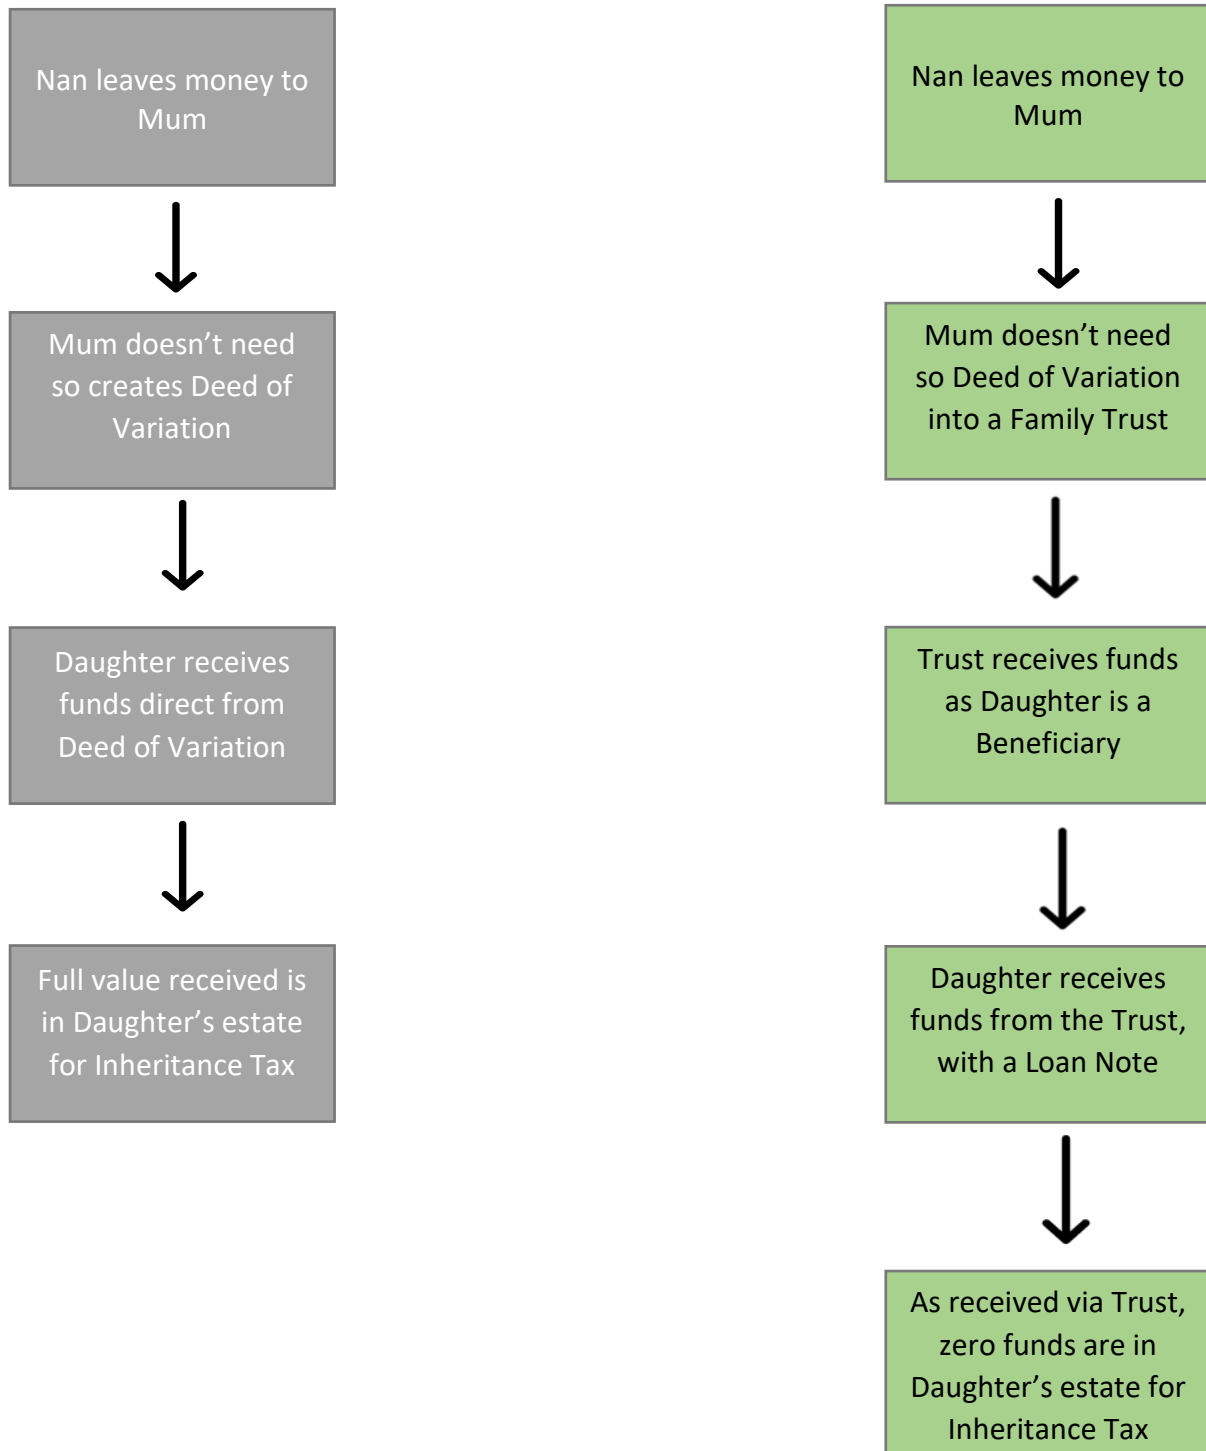 Nan leaves money to
Mum
Mum doesn’t need
so creates Deed of
Variation
Daughter receives
funds direct from
Deed of Variation
Full value received is
in Daughter’s estate
for Inheritance Tax
Nan leaves money to
Mum
Mum doesn’t need
so Deed of Variation
into a Family Trust
Trust receives funds
as Daughter is a
Beneficiary
Daughter receives
funds from the Trust,
with a Loan Note
As received via Trust,
zero funds are in
Daughter’s estate for
Inheritance Tax